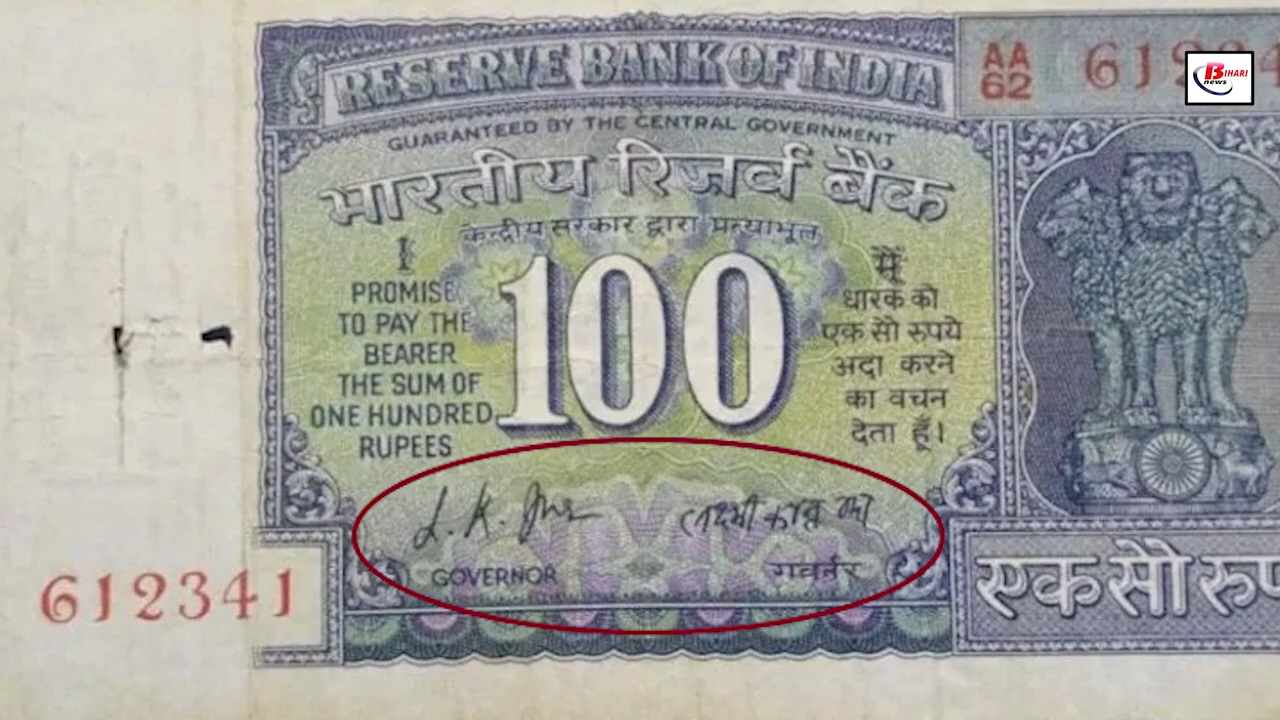 RESERVE BANK OF INDIA
AA
62
BIHARI
news
GUARANTEED BY THE CENTRAL GOVERNMENT
भारतीय रिज़र्व बैंक
केन्द्रीय सरकार द्वारा प्रत्याभूत
I
PROMISE
TO PAY THE
BEARER
THE SUM OF
ONE HUNDRED
RUPEES
100
मैं
धारक को
एक सौ रुपये
अदा करने
का वचन
देता हूँ।
L. K. Jha
लक्ष्मी कान्त झा
GOVERNOR
गवर्नर
612341
एक सौ